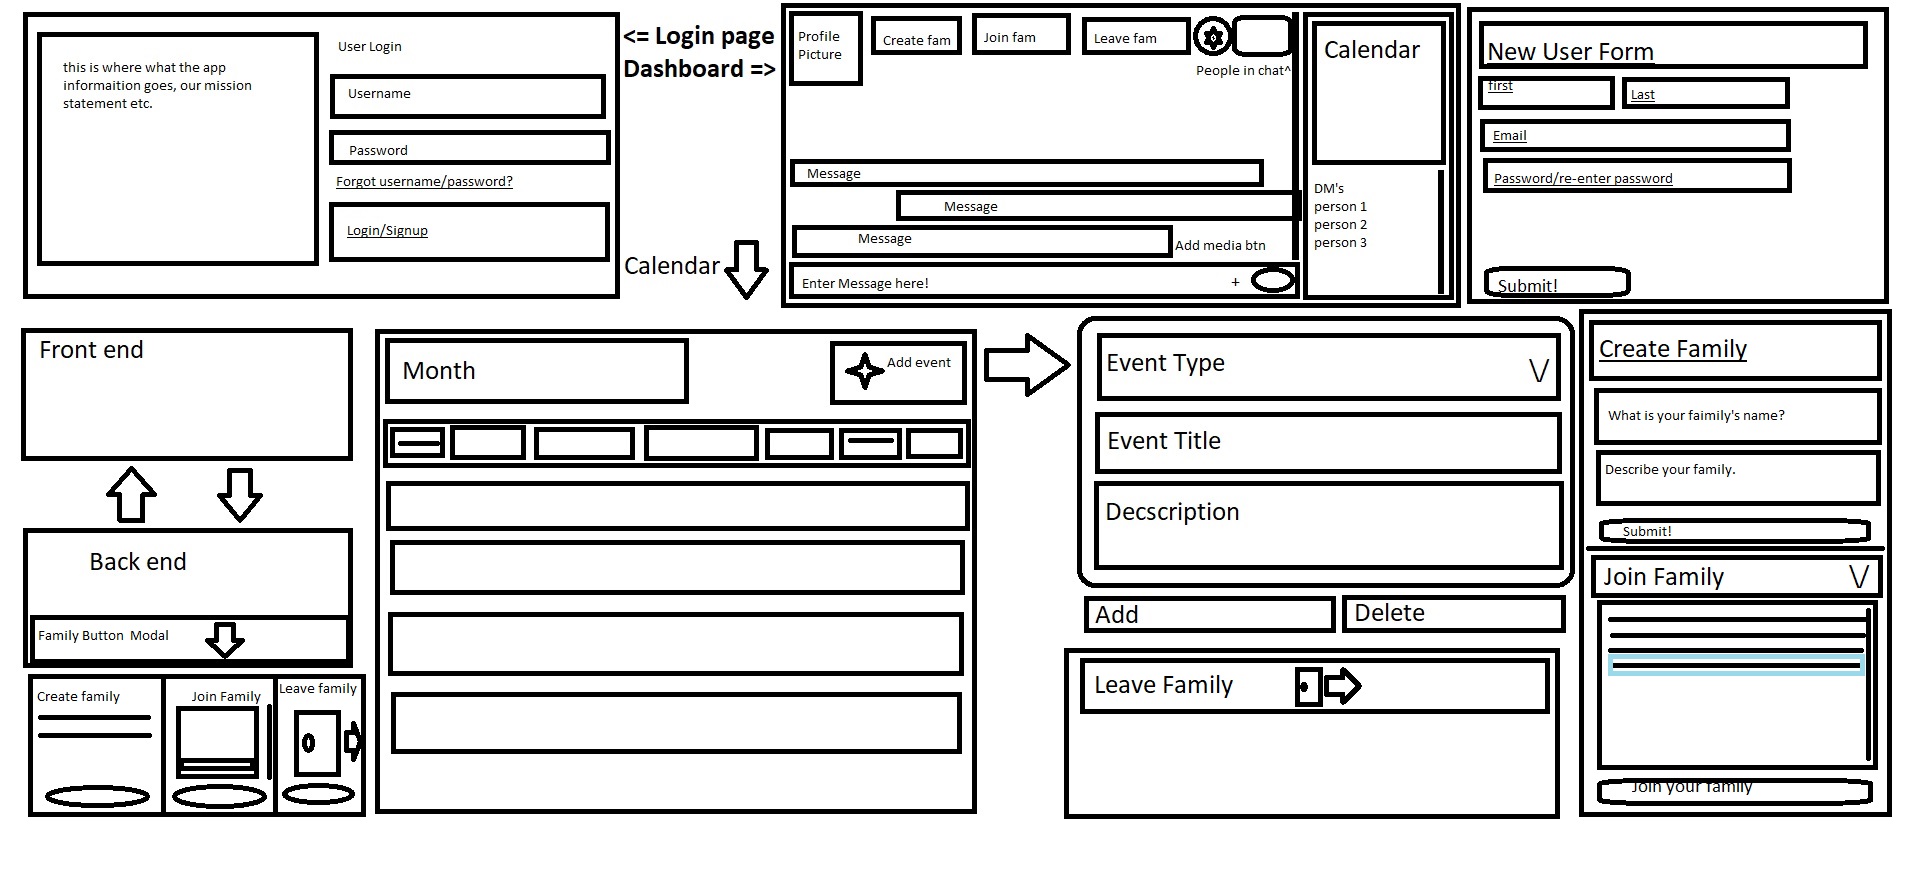 this is where what the app
informaition goes, our mission
statement etc.
User Login
Username
Password
Forgot username/password?
Login/Signup
<= Login page
Dashboard =>
Calendar
Profile
Picture
Create fam
Join fam
Leave fam
People in chat^
Message
Message
Message
Add media btn
Enter Message here!
+
Calendar
DM's
person 1
person 2
person 3
New User Form
first
Last
Email
Password/re-enter password
Submit!
Front end
Back end
Family Button Modal
Create family
Join Family
Leave family
Month
Add event
Event Type
\/
Event Title
Decscription
Add
Delete
Leave Family
Create Family
What is your faimily's name?
Describe your family.
Submit!
Join Family
\/
Join your family